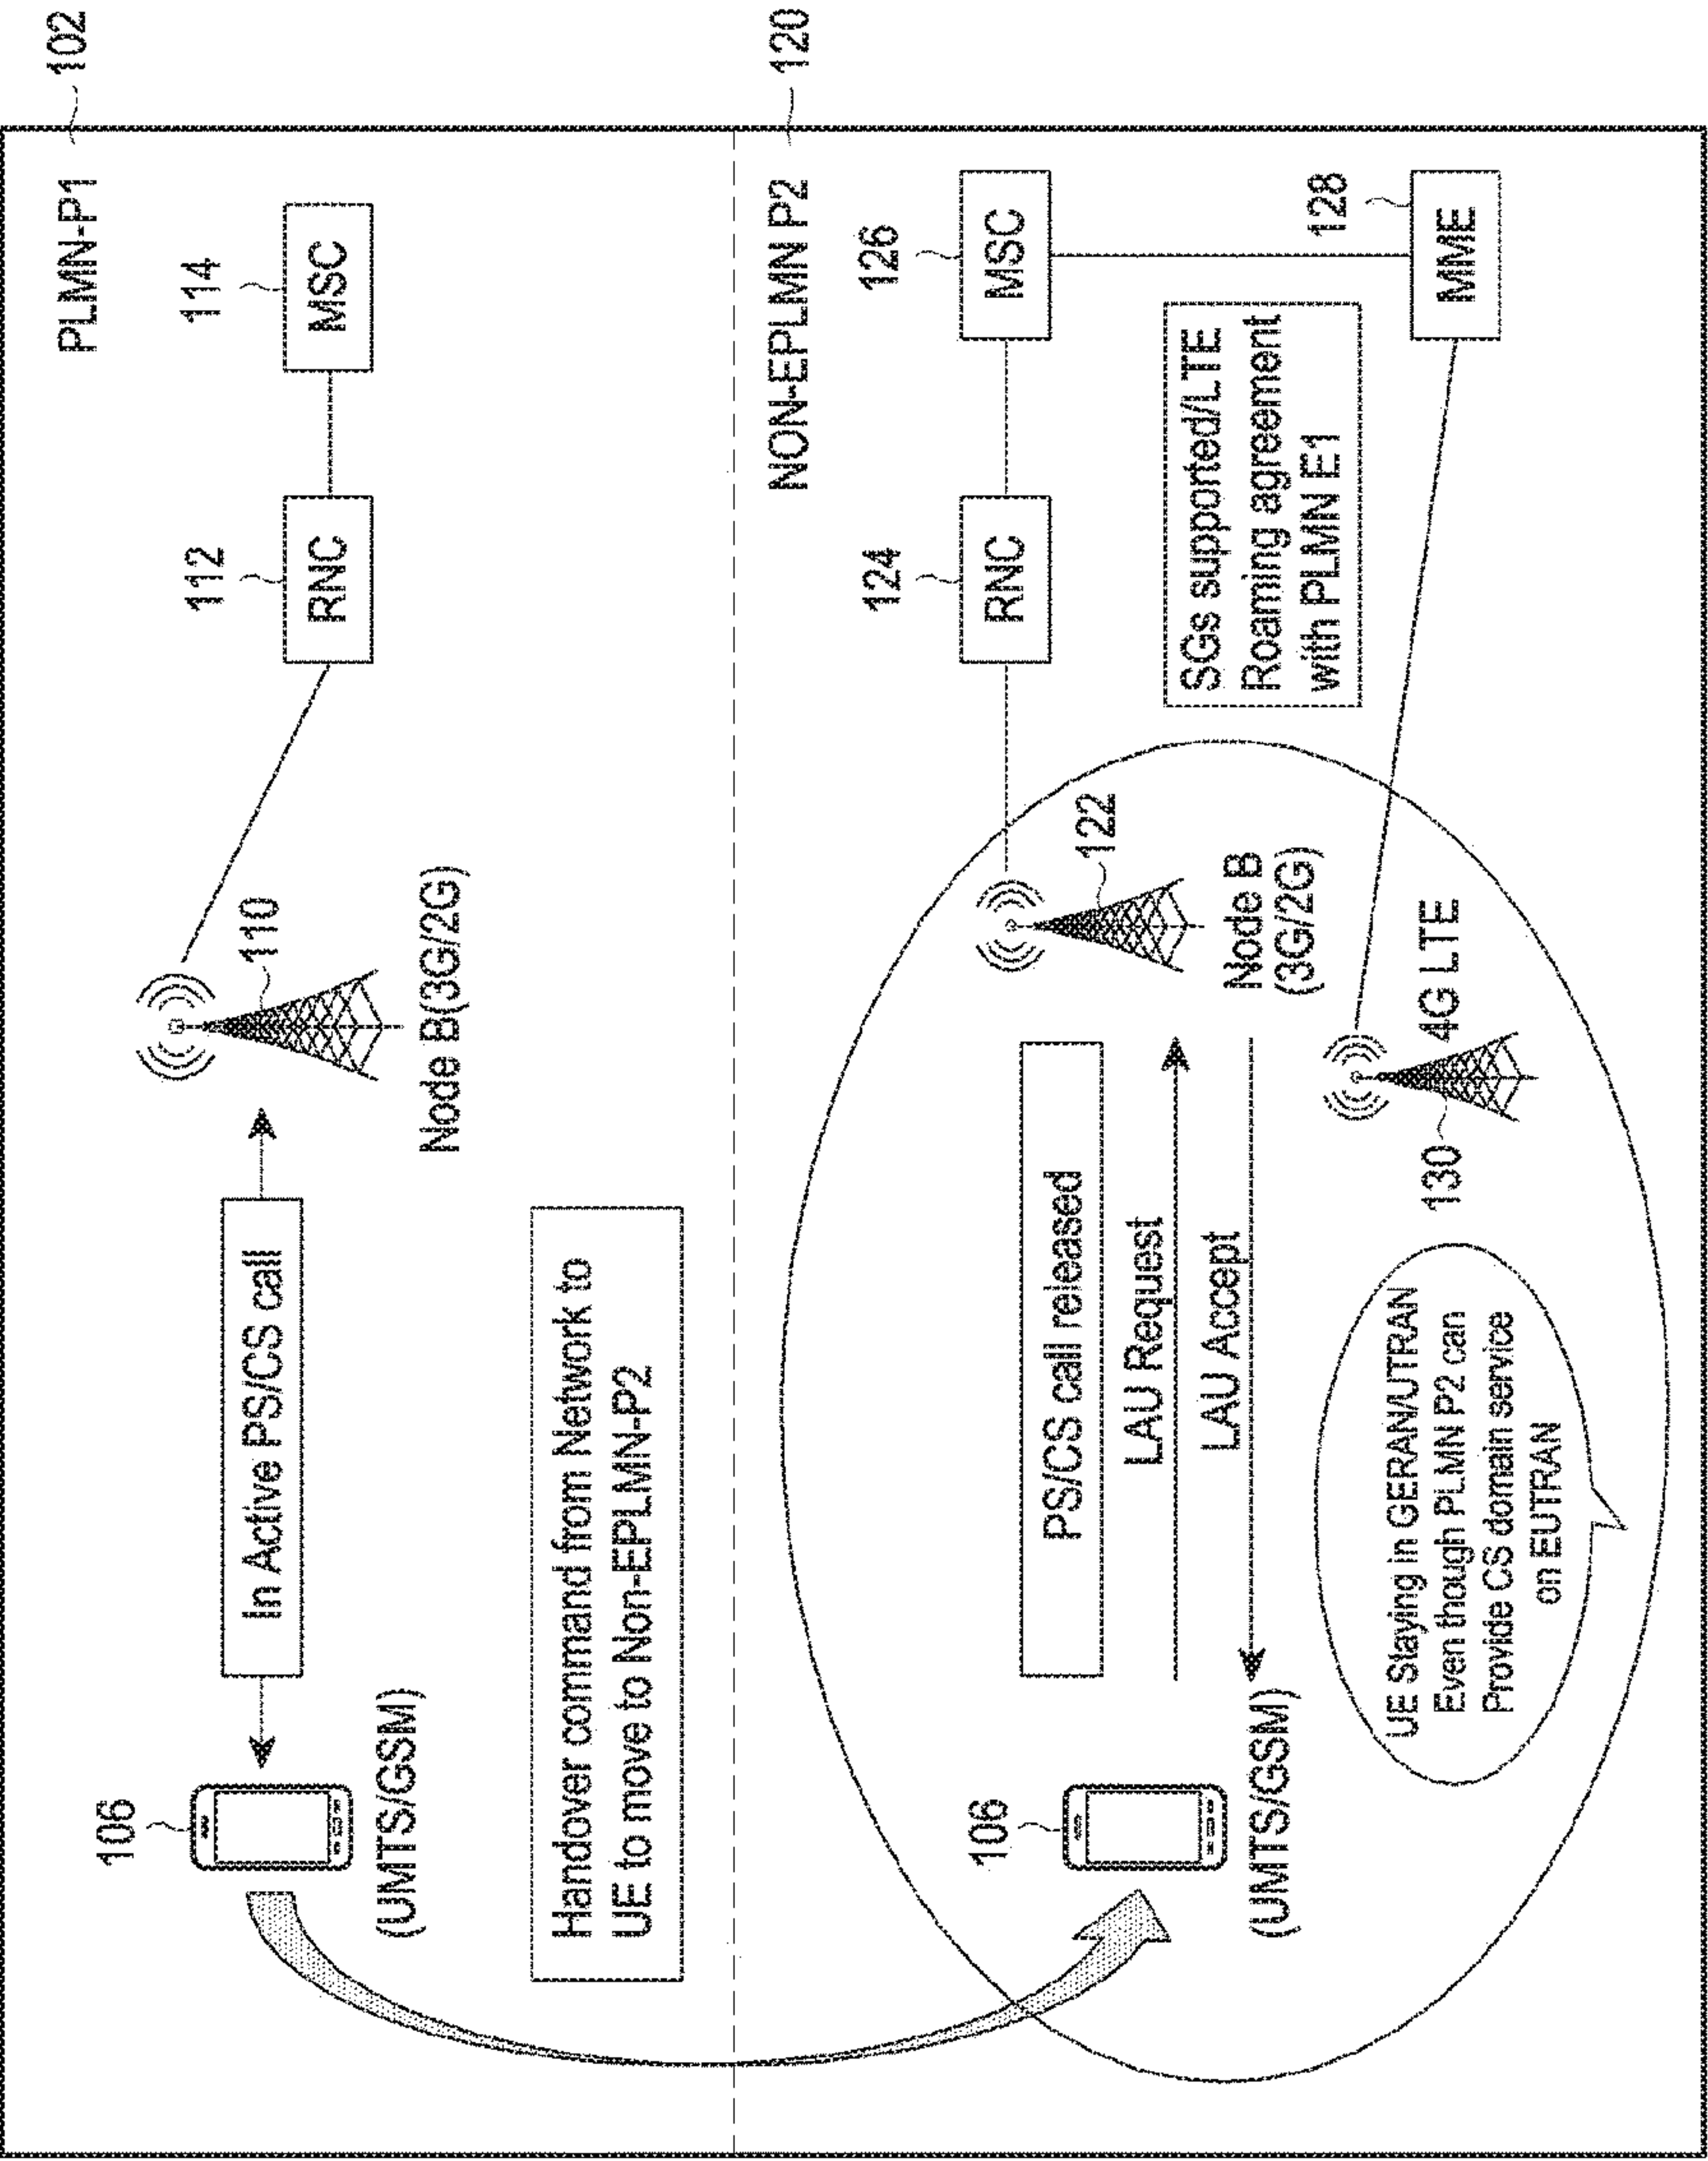 PLMN-P1
102
106
(UMTS/GSM)
In Active PS/CS call
110
Node B(3G/2G)
112
RNC
114
MSC
Handover command from Network to
UE to move to Non-EPLMN-P2
NON-EPLMN P2
120
106
(UMTS/GSM)
PS/CS call released
LAU Request
LAU Accept
122
Node B
(3G/2G)
124
RNC
126
MSC
SGs supported/LTE
Roaming agreement
with PLMN E1
128
MME
130
4G LTE
UE Staying in GERAN/UTRAN
Even though PLMN P2 can
Provide CS domain service
on EUTRAN